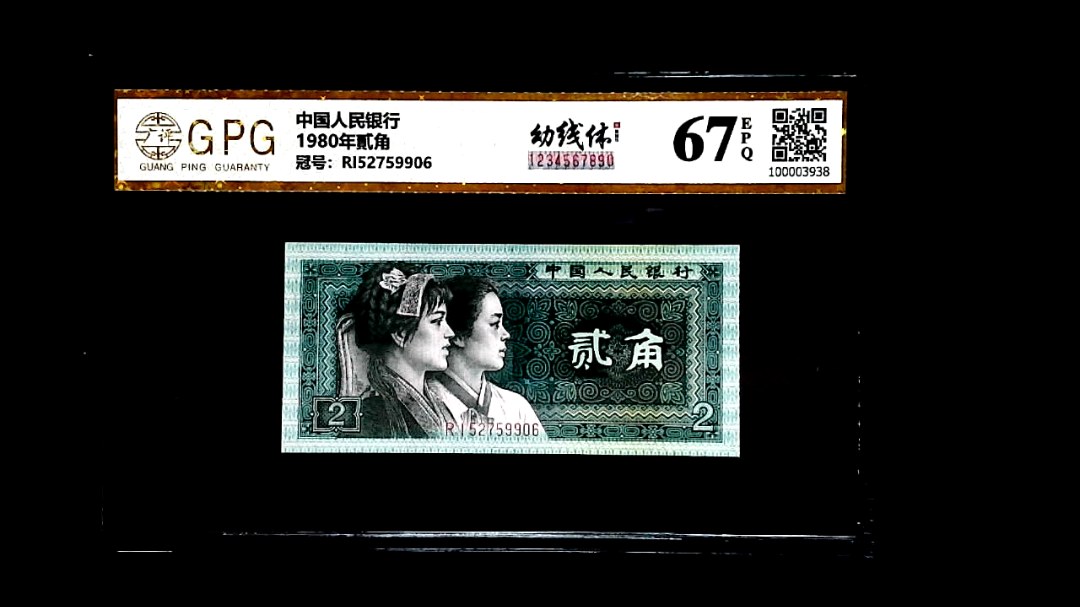 广评
GPG
GUANG PING GUARANTY
中国人民银行
1980年贰角
冠号：RI52759906
幼线体
1234567890
67
EPQ
100003938
中国人民银行
贰角
2
2
RI52759906